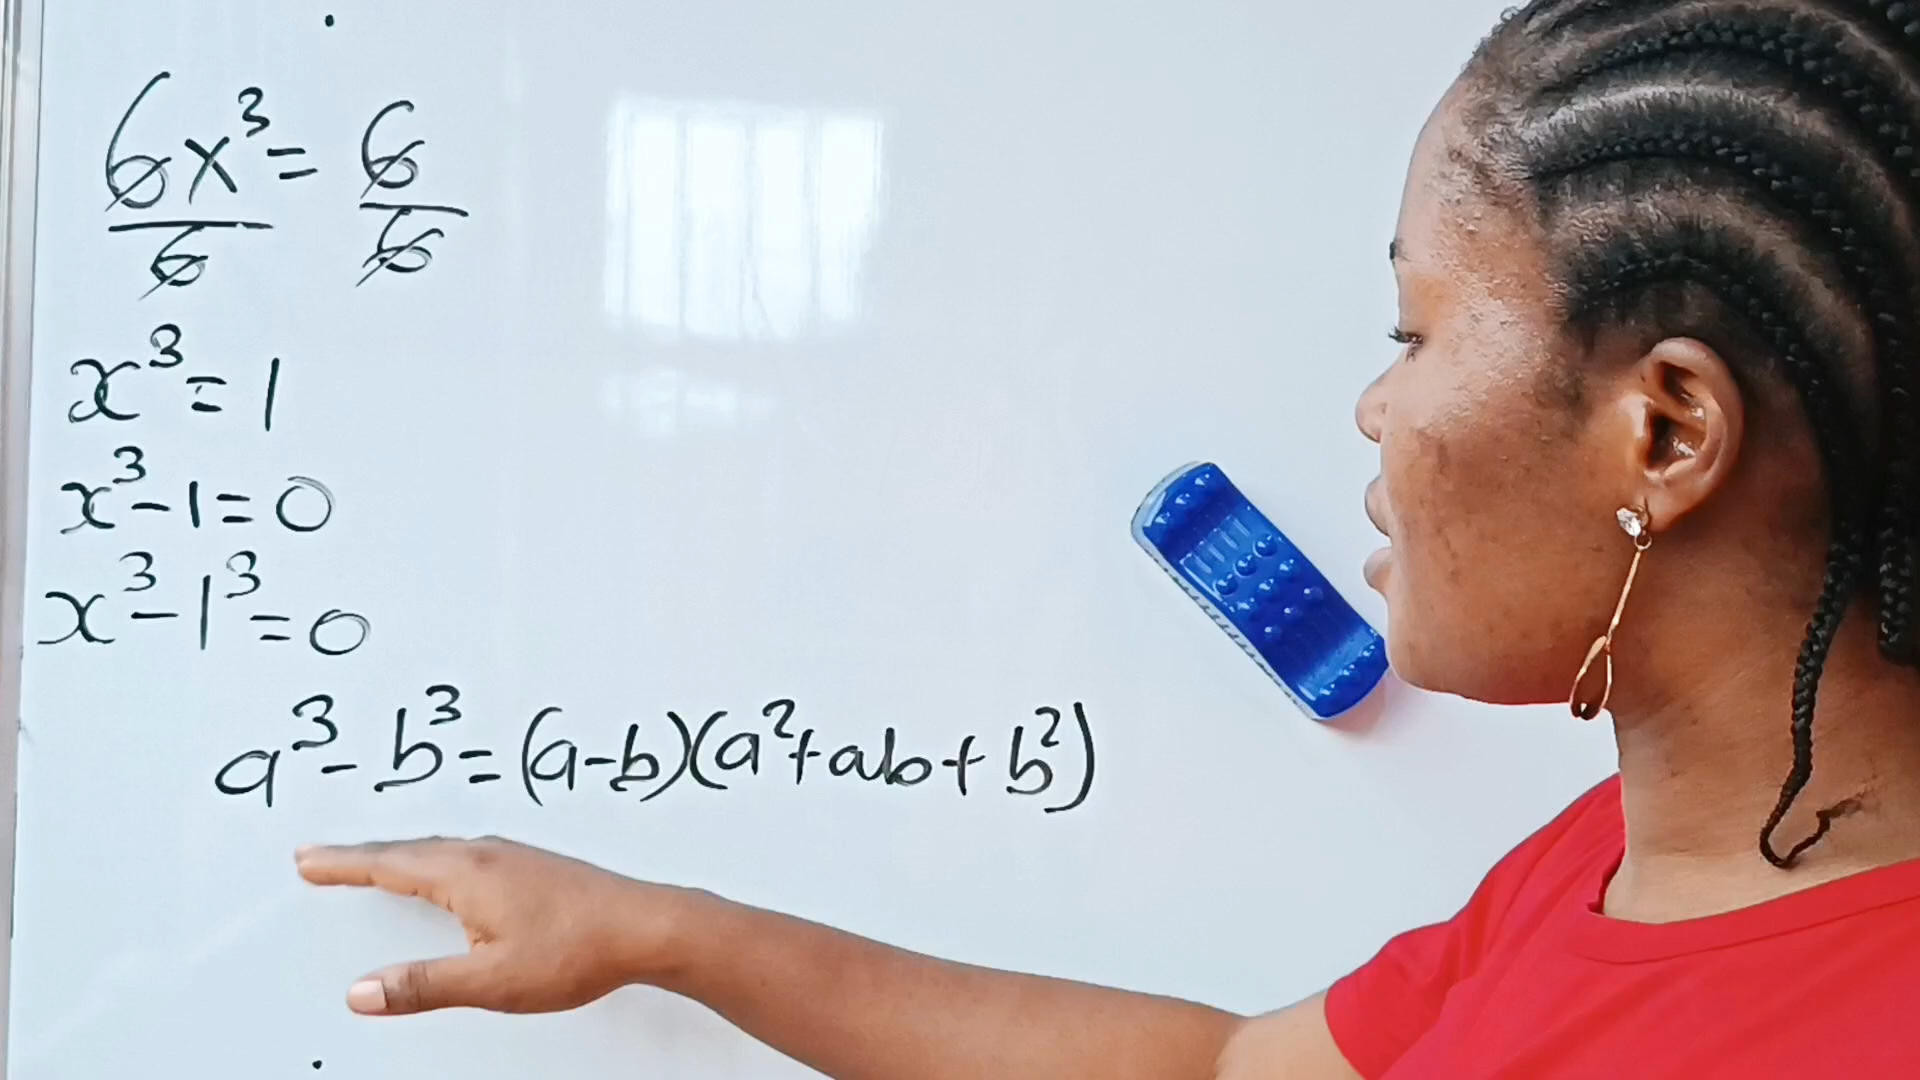 6x³ = 6
6 6
x³ = 1
x³ - 1 = 0
x³ - 1³ = 0
a³ - b³ = (a-b)(a²+ab+b²)